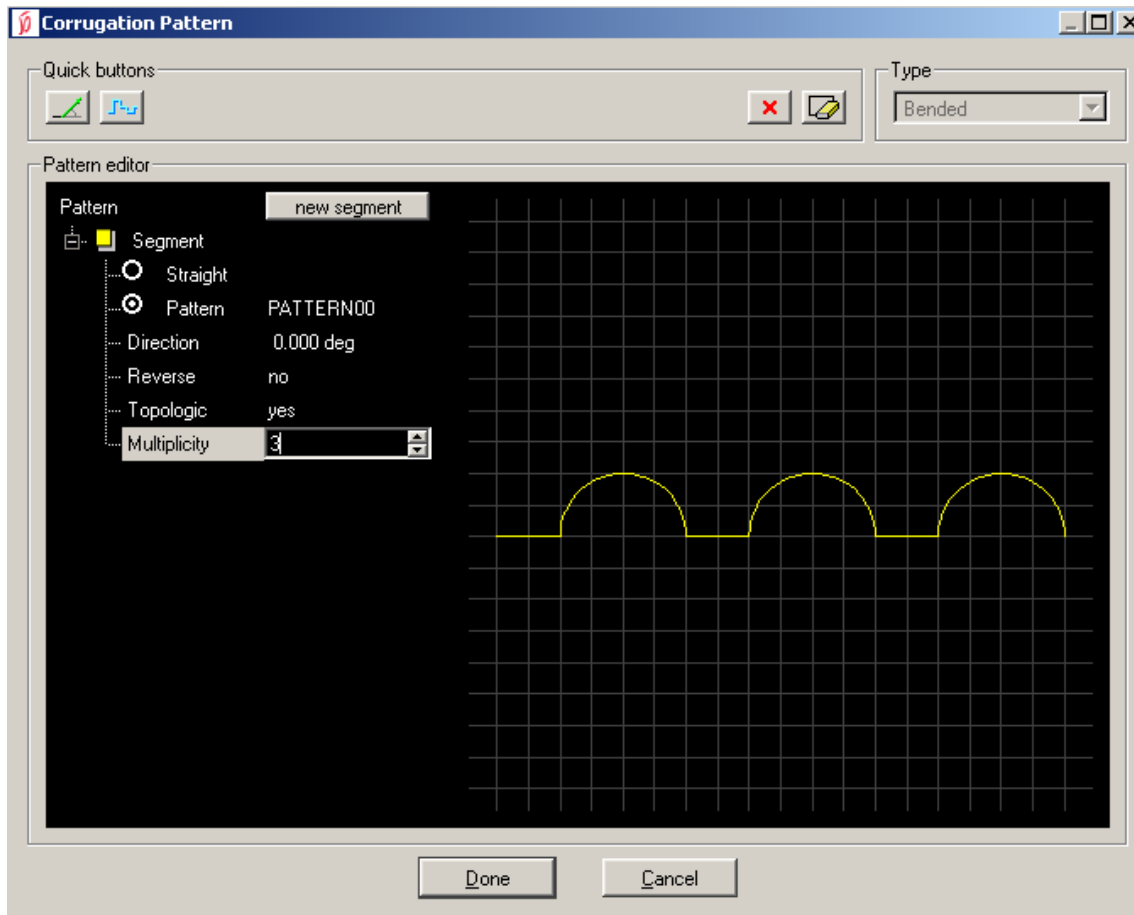 Corrugation Pattern
Quick buttons
Type
Bended
Pattern editor
Pattern new segment
Segment
Straight
Pattern PATTERN00
Direction 0.000 deg
Reverse no
Topologic yes
Multiplicity 3
Done Cancel